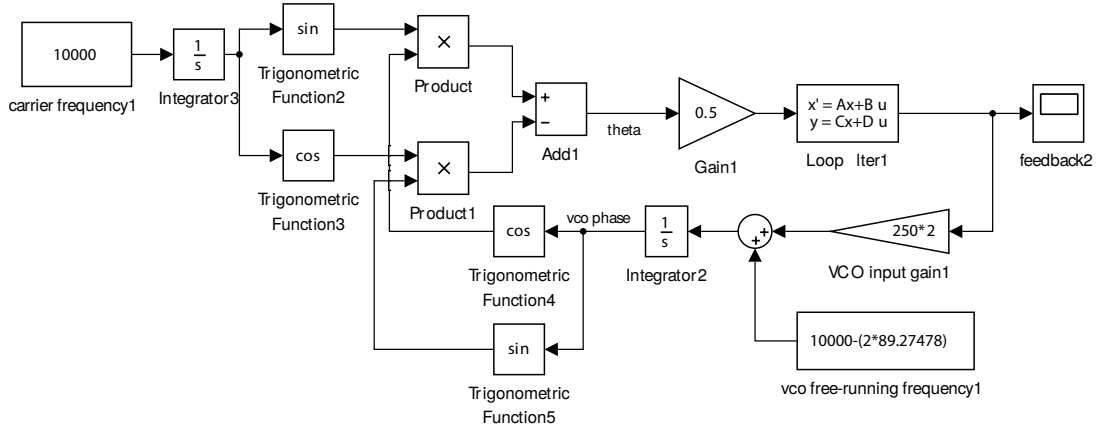 10000
carrier frequency1
1
s
Integrator3
sin
Trigonometric
Function2
cos
Trigonometric
Function3
×
Product
×
Product1
+
−
Add1
theta
0.5
Gain1
x' = Ax+B u
y = Cx+D u
Loop Iter1
feedback2
250*2
VCO input gain1
+
+
10000-(2*89.27478)
vco free-running frequency1
1
s
Integrator2
vco phase
cos
Trigonometric
Function4
sin
Trigonometric
Function5